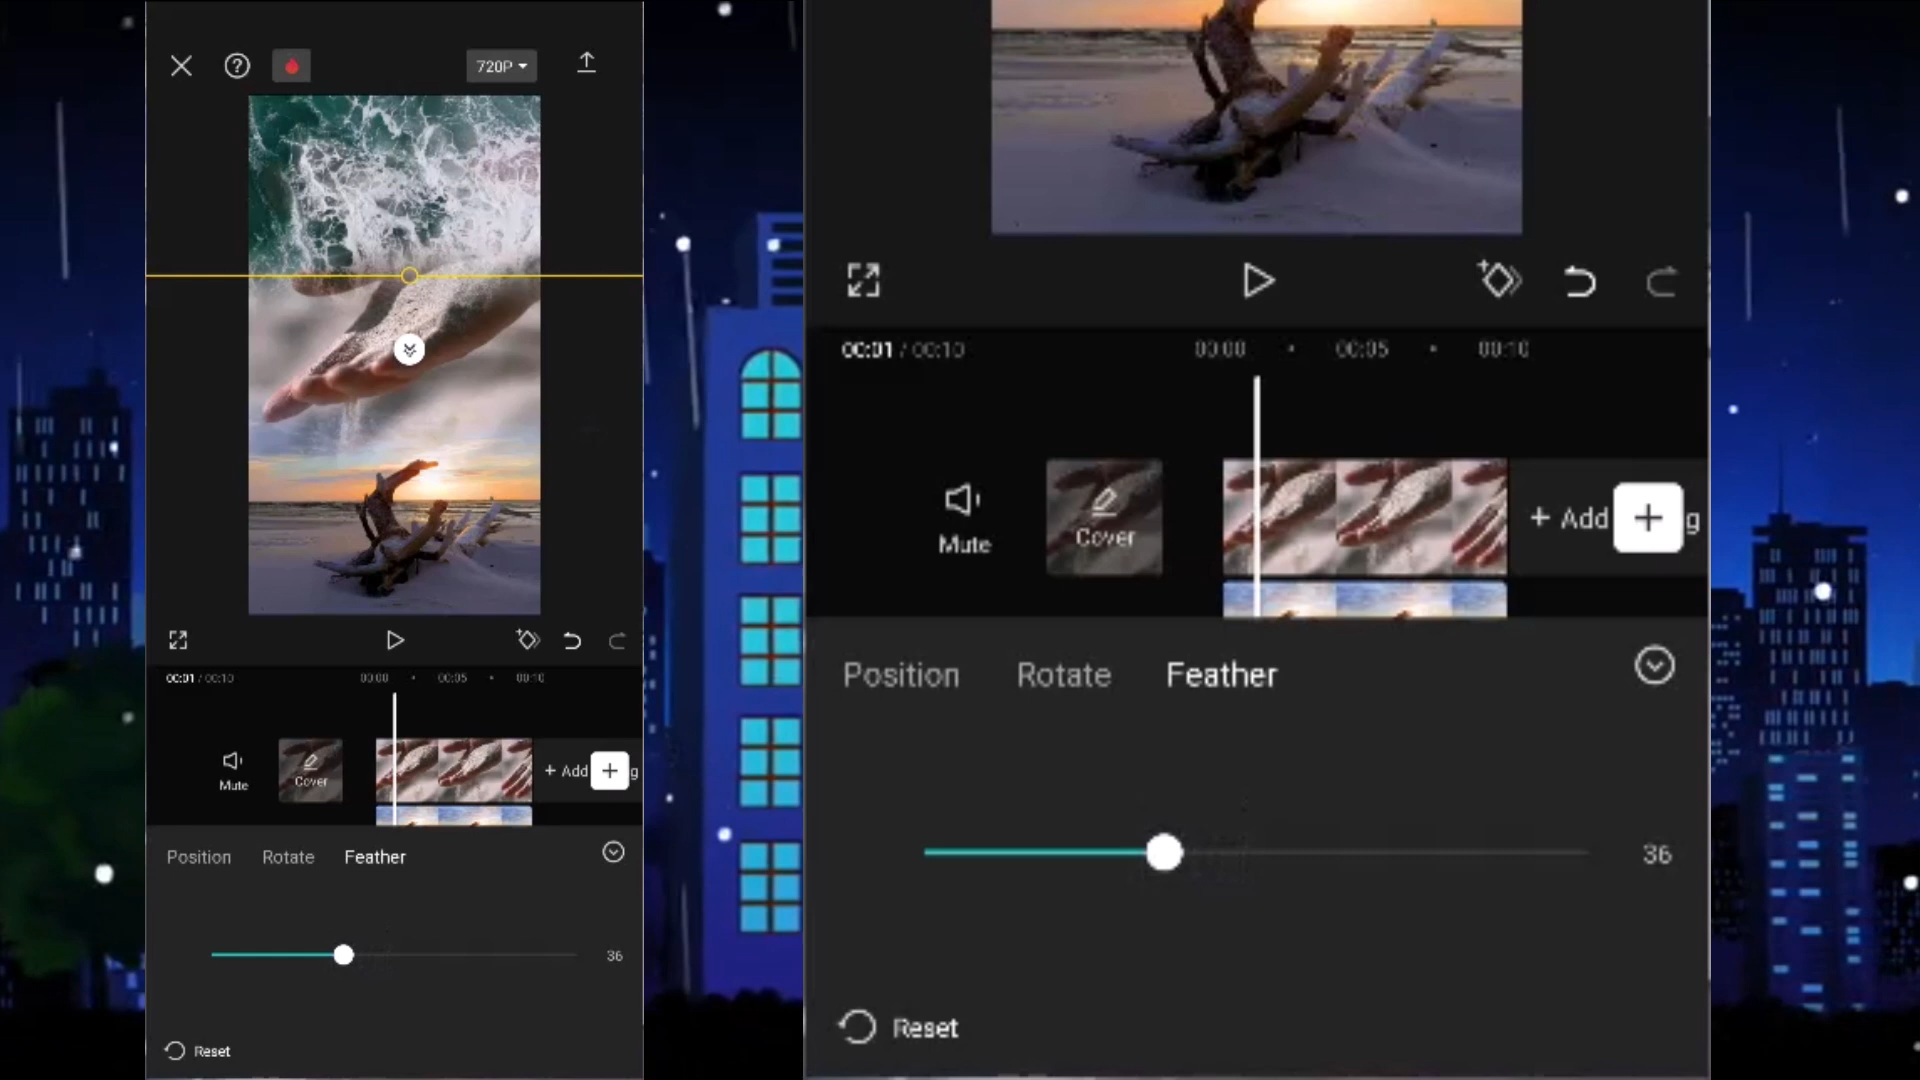 720P
00:01 / 00:10
00:00
00:05
00:10
Mute
Cover
+ Add
g
Position
Rotate
Feather
36
Reset
00:01 / 00:10
00:00
00:05
00:10
Mute
Cover
+ Add
g
Position
Rotate
Feather
36
Reset